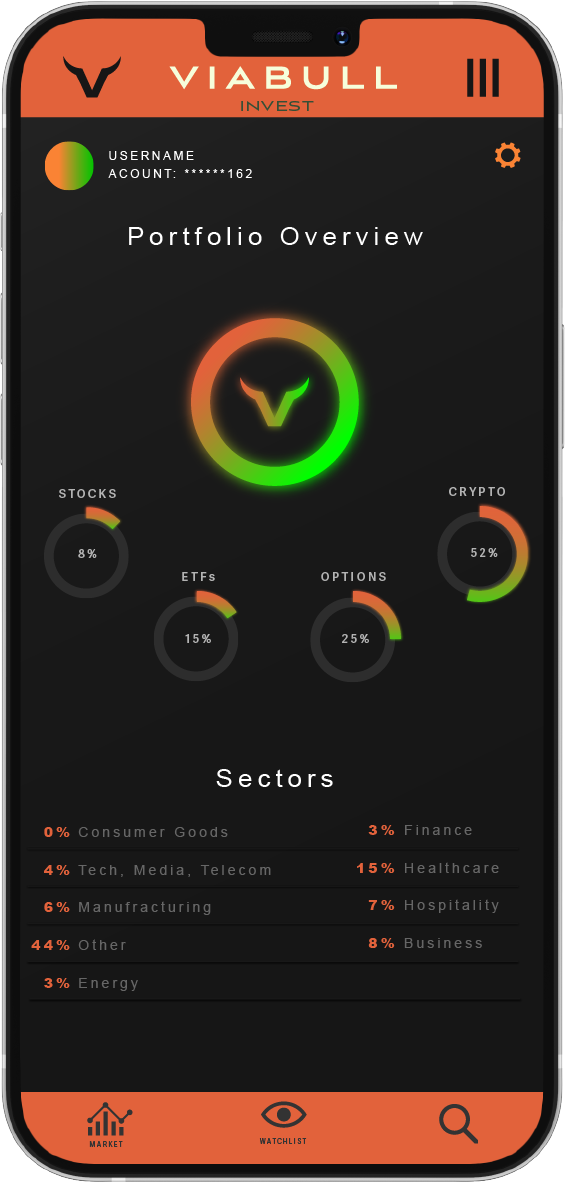 VIABULL
INVEST
USERNAME
ACOUNT: ******162
Portfolio Overview
STOCKS
8%
CRYPTO
52%
ETFs
15%
OPTIONS
25%
Sectors
0% Consumer Goods
3% Finance
4% Tech, Media, Telecom
15% Healthcare
6% Manufracturing
7% Hospitality
44% Other
8% Business
3% Energy
MARKET
WATCHLIST